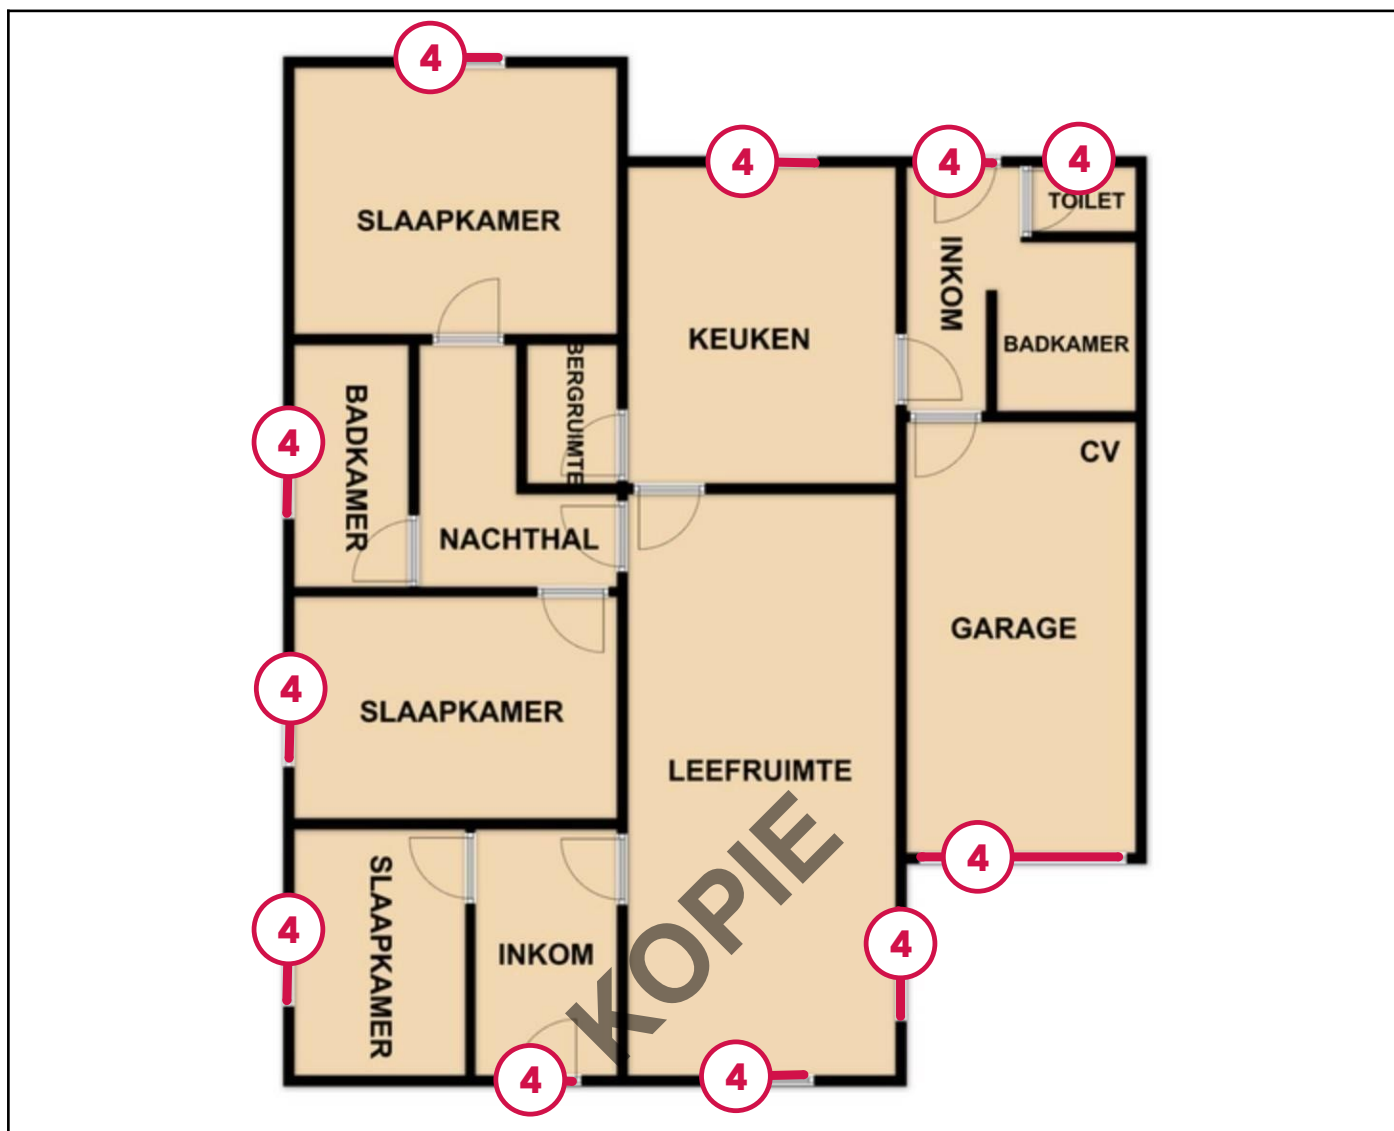 4
4
4
4
TOILET
SLAAPKAMER
INKOM
KEUKEN
BADKAMER
BERGRUIMTE
BADKAMER
4
CV
NACHTHAL
GARAGE
4
SLAAPKAMER
LEEFRUIMTE
4
SLAAPKAMER
4
INKOM
4
KOPIE
4
4